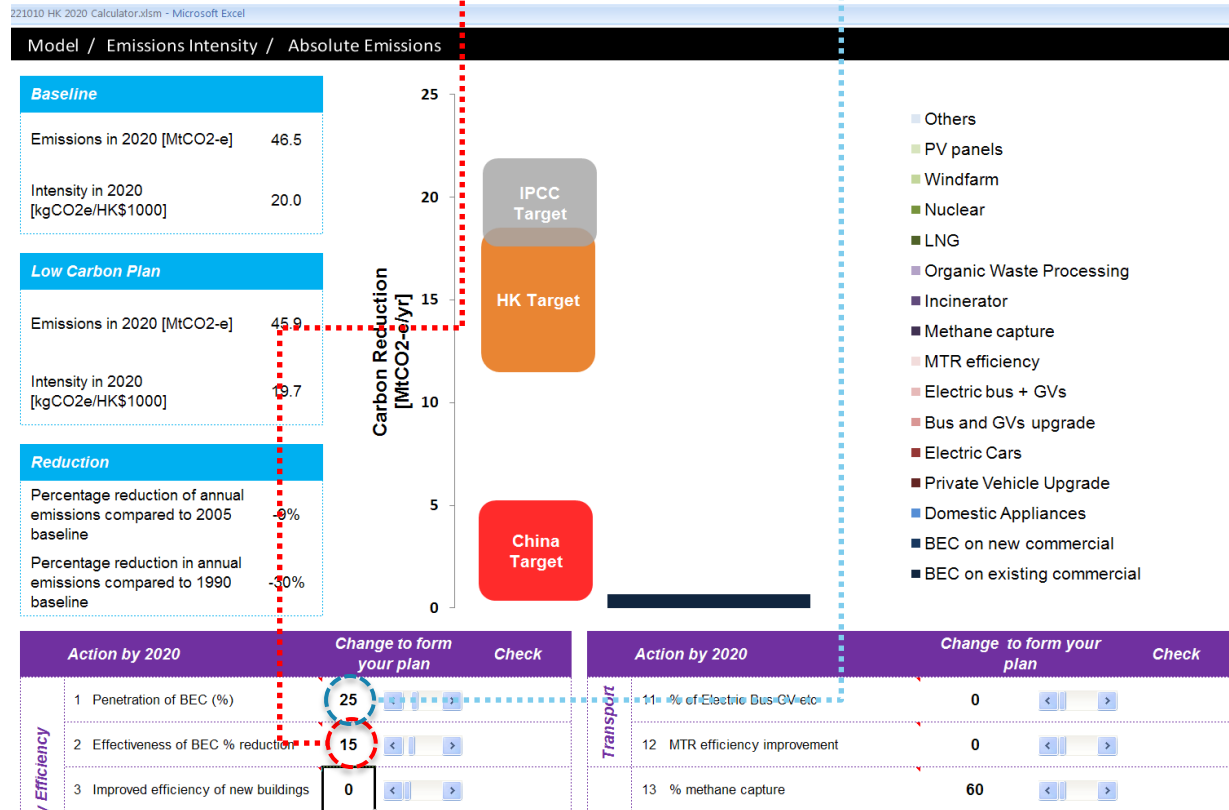 221010 HK 2020 Calculator.xlsm - Microsoft Excel
Model / Emissions Intensity / Absolute Emissions
Baseline
Emissions in 2020 [MtCO2-e] 46.5
Intensity in 2020
[kgCO2e/HK$1000] 20.0
Low Carbon Plan
Emissions in 2020 [MtCO2-e] 45.9
Intensity in 2020
[kgCO2e/HK$1000] 19.7
Reduction
Percentage reduction of annual
emissions compared to 2005 -9%
baseline
Percentage reduction in annual
emissions compared to 1990 -30%
baseline
Carbon Reduction
[MtCO2-e/yr]
25
20
15
10
5
0
IPCC
Target
HK Target
China
Target
Others
PV panels
Windfarm
Nuclear
LNG
Organic Waste Processing
Incinerator
Methane capture
MTR efficiency
Electric bus + GVs
Bus and GVs upgrade
Electric Cars
Private Vehicle Upgrade
Domestic Appliances
BEC on new commercial
BEC on existing commercial
Action by 2020 Change to form your plan Check
y Efficiency
1 Penetration of BEC (%) 25
2 Effectiveness of BEC % reduction 15
3 Improved efficiency of new buildings 0
Action by 2020 Change to form your plan Check
Transport
11 % of Electric Bus GV etc 0
12 MTR efficiency improvement 0
13 % methane capture 60